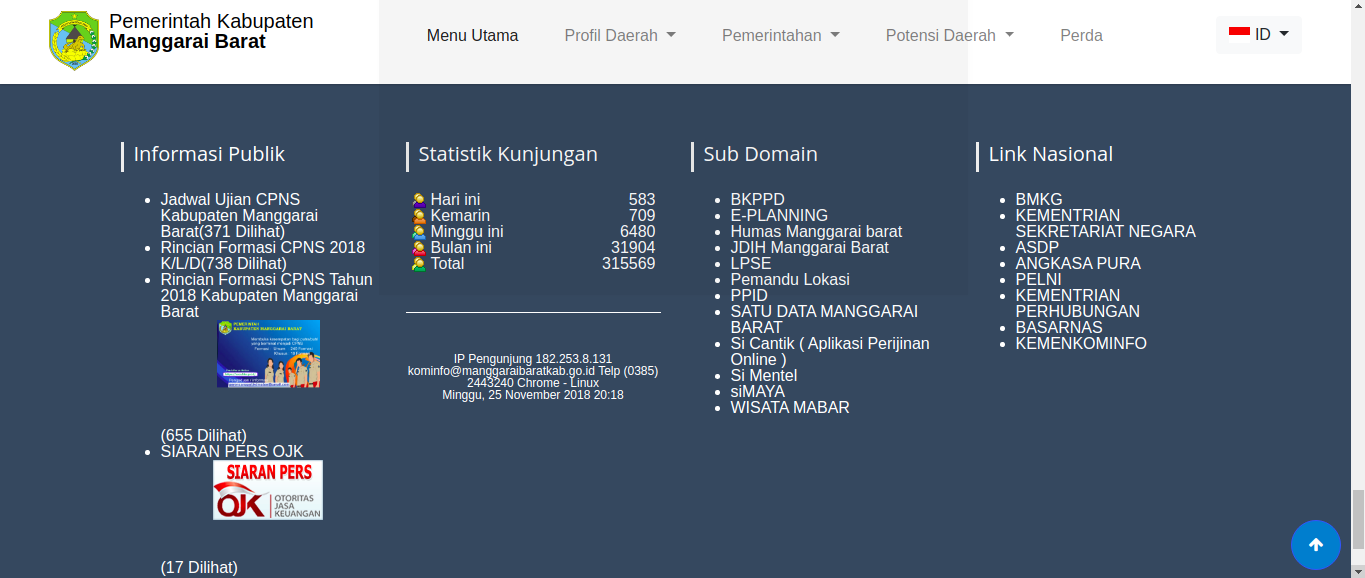 Pemerintah Kabupaten
Manggarai Barat
Menu Utama
Profil Daerah
Pemerintahan
Potensi Daerah
Perda
ID
Informasi Publik
Jadwal Ujian CPNS
Kabupaten Manggarai
Barat(371 Dilihat)
Rincian Formasi CPNS 2018
K/L/D(738 Dilihat)
Rincian Formasi CPNS Tahun
2018 Kabupaten Manggarai
Barat
PEMERINTAH
KABUPATEN MANGGARAI BARAT
(655 Dilihat)
SIARAN PERS OJK
SIARAN PERS
OJK
OTORITAS
JASA
KEUANGAN
(17 Dilihat)
Statistik Kunjungan
Hari ini 583
Kemarin 709
Minggu ini 6480
Bulan ini 31904
Total 315569
IP Pengunjung 182.253.8.131
kominfo@manggaraibaratkab.go.id Telp (0385)
2443240 Chrome - Linux
Minggu, 25 November 2018 20:18
Sub Domain
BKPPD
E-PLANNING
Humas Manggarai barat
JDIH Manggarai Barat
LPSE
Pemandu Lokasi
PPID
SATU DATA MANGGARAI
BARAT
Si Cantik ( Aplikasi Perijinan
Online )
Si Mentel
siMAYA
WISATA MABAR
Link Nasional
BMKG
KEMENTRIAN
SEKRETARIAT NEGARA
ASDP
ANGKASA PURA
PELNI
KEMENTRIAN
PERHUBUNGAN
BASARNAS
KEMENKOMINFO